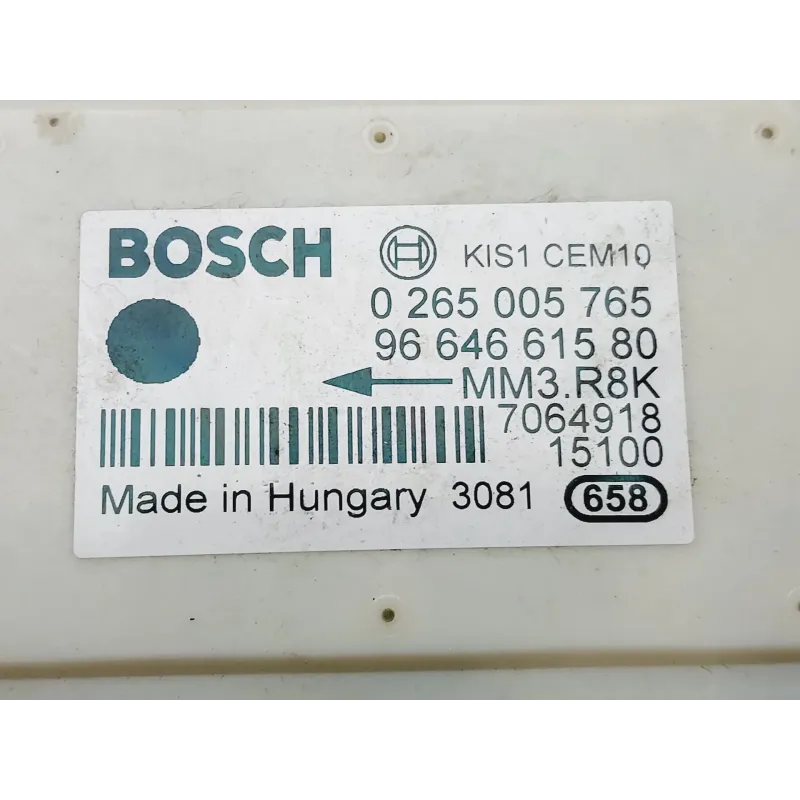 BOSCH KIS1 CEM10
0 265 005 765
96 646 615 80
MM3.R8K
7064918
15100
Made in Hungary 3081 658